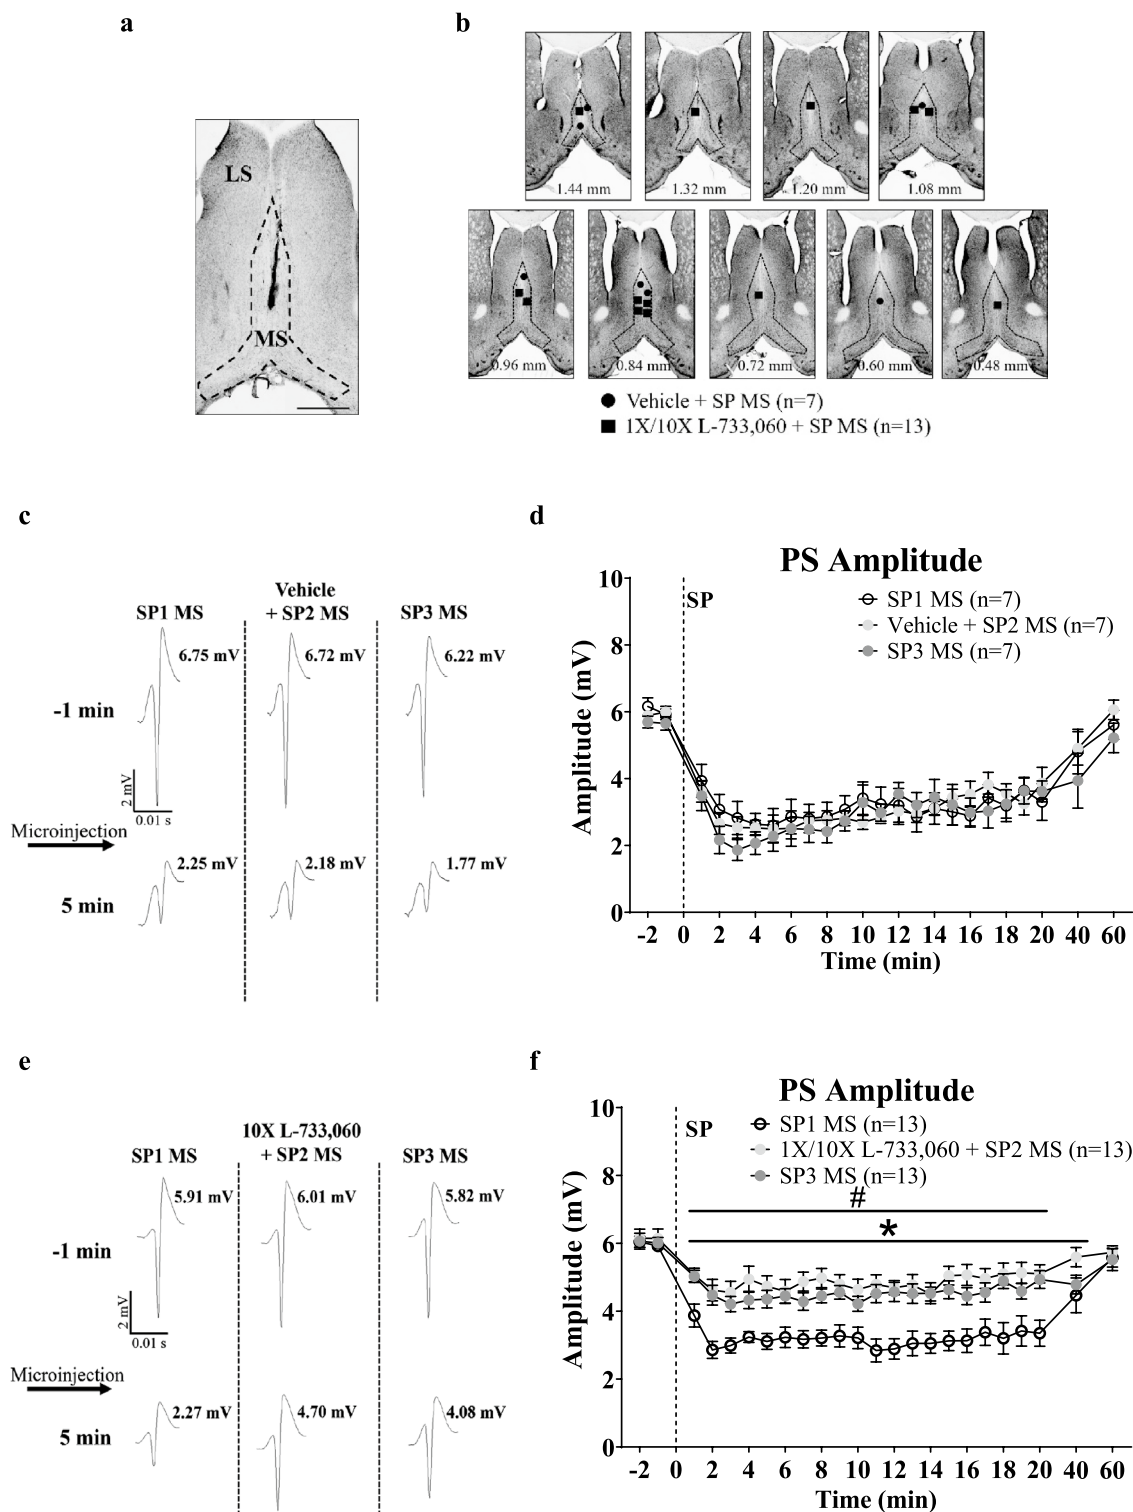 a
LS
MS
b
1.44 mm
1.32 mm
1.20 mm
1.08 mm
0.96 mm
0.84 mm
0.72 mm
0.60 mm
0.48 mm
Vehicle + SP MS (n=7)
1X/10X L-733,060 + SP MS (n=13)
c
SP1 MS
Vehicle
+ SP2 MS
SP3 MS
-1 min
6.75 mV
6.72 mV
6.22 mV
2 mV
0.01 s
Microinjection
5 min
2.25 mV
2.18 mV
1.77 mV
d
PS Amplitude
SP
SP1 MS (n=7)
Vehicle + SP2 MS (n=7)
SP3 MS (n=7)
Amplitude (mV)
10
8
6
4
2
0
-2 0 2 4 6 8 10 12 14 16 18 20 40 60
Time (min)
e
SP1 MS
10X L-733,060
+ SP2 MS
SP3 MS
-1 min
5.91 mV
6.01 mV
5.82 mV
2 mV
0.01 s
Microinjection
5 min
2.27 mV
4.70 mV
4.08 mV
f
PS Amplitude
SP
SP1 MS (n=13)
1X/10X L-733,060 + SP2 MS (n=13)
SP3 MS (n=13)
#
*
Amplitude (mV)
10
8
6
4
2
0
-2 0 2 4 6 8 10 12 14 16 18 20 40 60
Time (min)